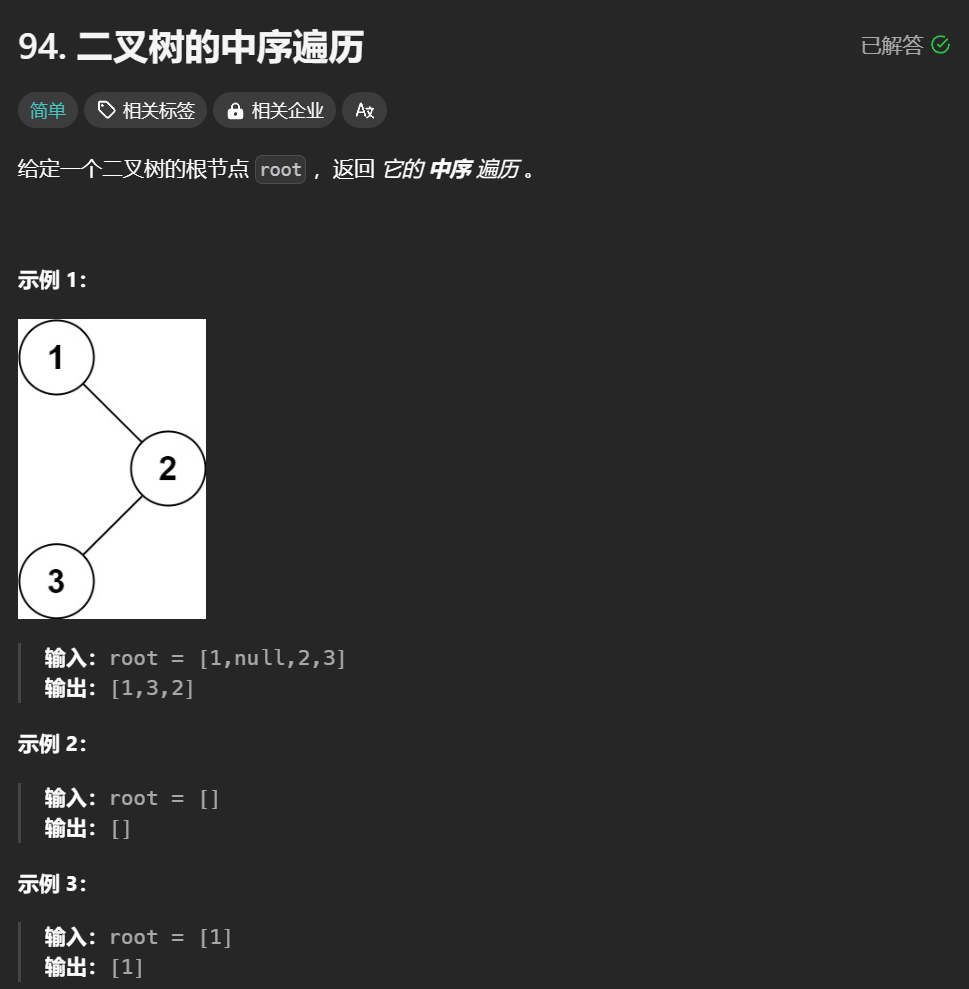 94. 二叉树的中序遍历
已解答
简单 相关标签 相关企业
给定一个二叉树的根节点 root ，返回 它的 中序 遍历 。
示例 1：
1
2
3
输入：root = [1,null,2,3]
输出：[1,3,2]
示例 2：
输入：root = []
输出：[]
示例 3：
输入：root = [1]
输出：[1]